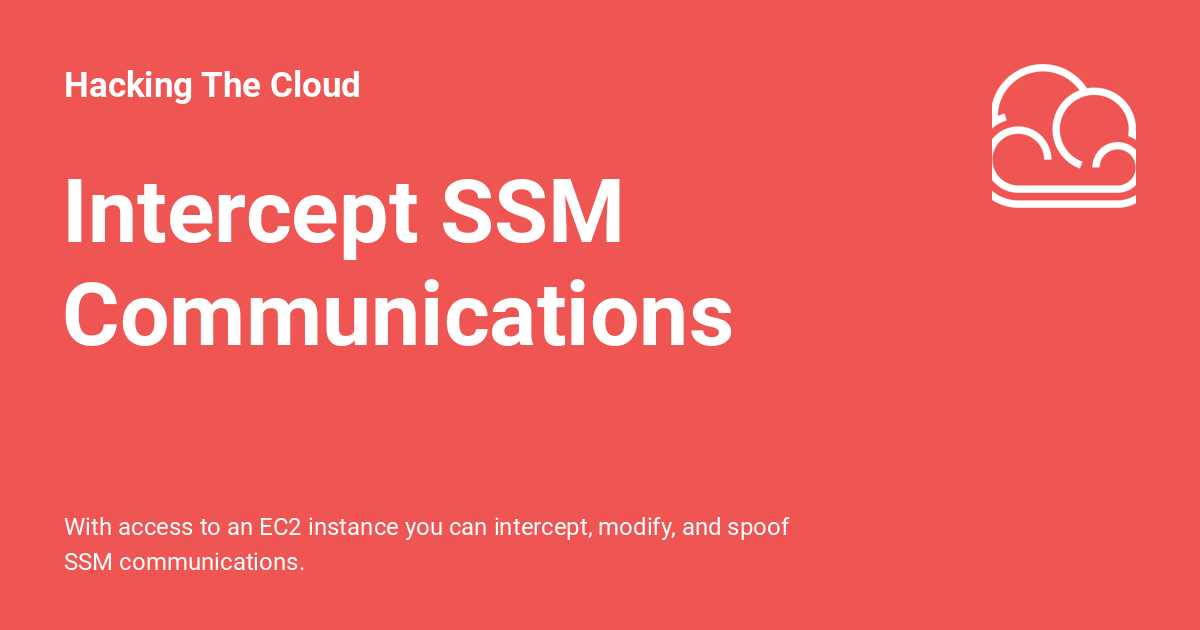 Hacking The Cloud
Intercept SSM
Communications
With access to an EC2 instance you can intercept, modify, and spoof
SSM communications.